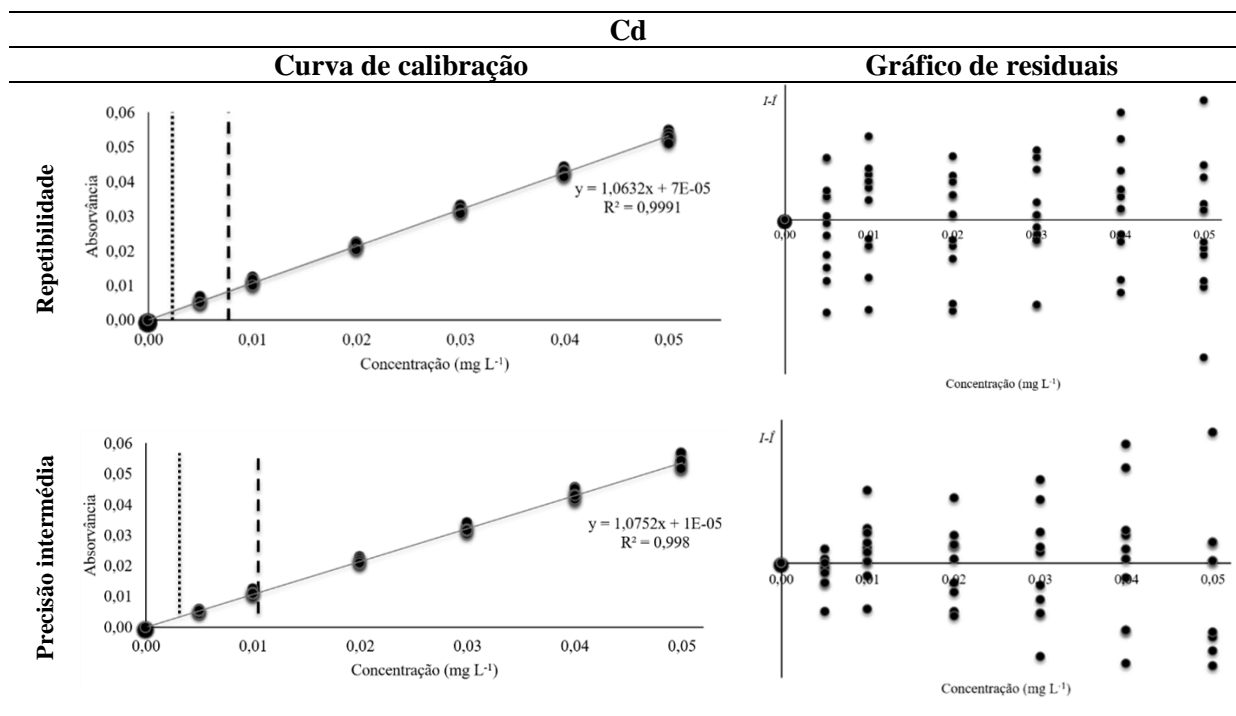 Cd
Curva de calibração
Gráfico de residuais
Repetibilidade
Absorvância
0,06
0,05
0,04
0,03
0,02
0,01
0,00
y = 1,0632x + 7E-05
R² = 0,9991
0,00 0,01 0,02 0,03 0,04 0,05
Concentração (mg L⁻¹)
I-Î
0,00 0,01 0,02 0,03 0,04 0,05
Concentração (mg L⁻¹)
Precisão intermédia
Absorvância
0,06
0,05
0,04
0,03
0,02
0,01
0,00
y = 1,0752x + 1E-05
R² = 0,998
0,00 0,01 0,02 0,03 0,04 0,05
Concentração (mg L⁻¹)
I-Î
0,00 0,01 0,02 0,03 0,04 0,05
Concentração (mg L⁻¹)